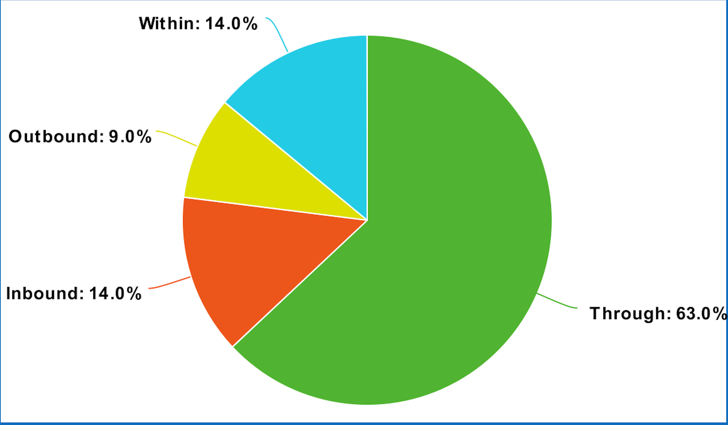 Within: 14.0%
Outbound: 9.0%
Inbound: 14.0%
Through: 63.0%